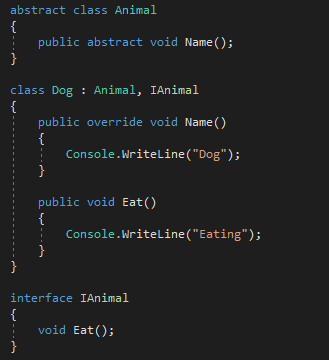 abstract class Animal
{
    public abstract void Name();
}

class Dog : Animal, IAnimal
{
    public override void Name()
    {
        Console.WriteLine("Dog");
    }

    public void Eat()
    {
        Console.WriteLine("Eating");
    }
}

interface IAnimal
{
    void Eat();
}